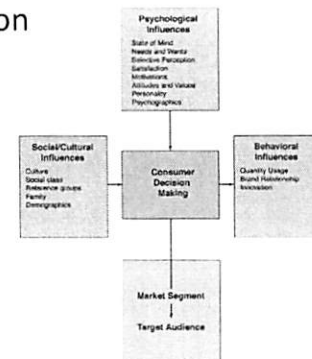 on
Psychological
Influences
State of Mind
Needs and Wants
Selective Perception
Satisfaction
Motivations
Attitudes and Values
Personality
Psychographics
Social/Cultural
Influences
Culture
Social class
Reference groups
Family
Demographics
Consumer
Decision
Making
Behavioral
Influences
Quantity Usage
Brand Relationship
Innovation
Market Segment
Target Audience